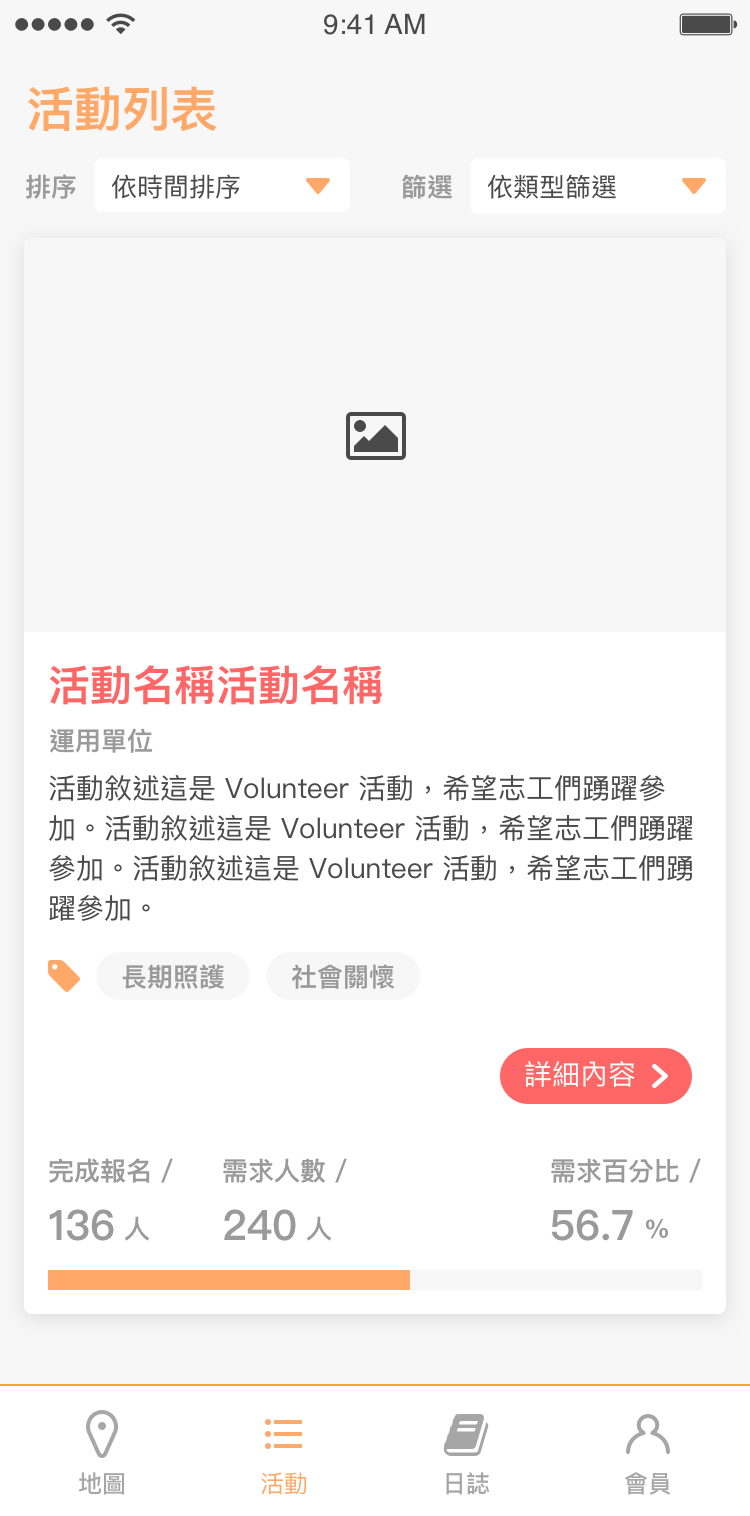 9:41 AM
活動列表
排序 依時間排序 篩選 依類型篩選
活動名稱活動名稱
運用單位
活動敘述這是 Volunteer 活動，希望志工們踴躍參
加。活動敘述這是 Volunteer 活動，希望志工們踴躍
參加。活動敘述這是 Volunteer 活動，希望志工們踴
躍參加。
長期照護 社會關懷
詳細內容
完成報名 / 需求人數 / 需求百分比 /
136 人 240 人 56.7 %
地圖 活動 日誌 會員